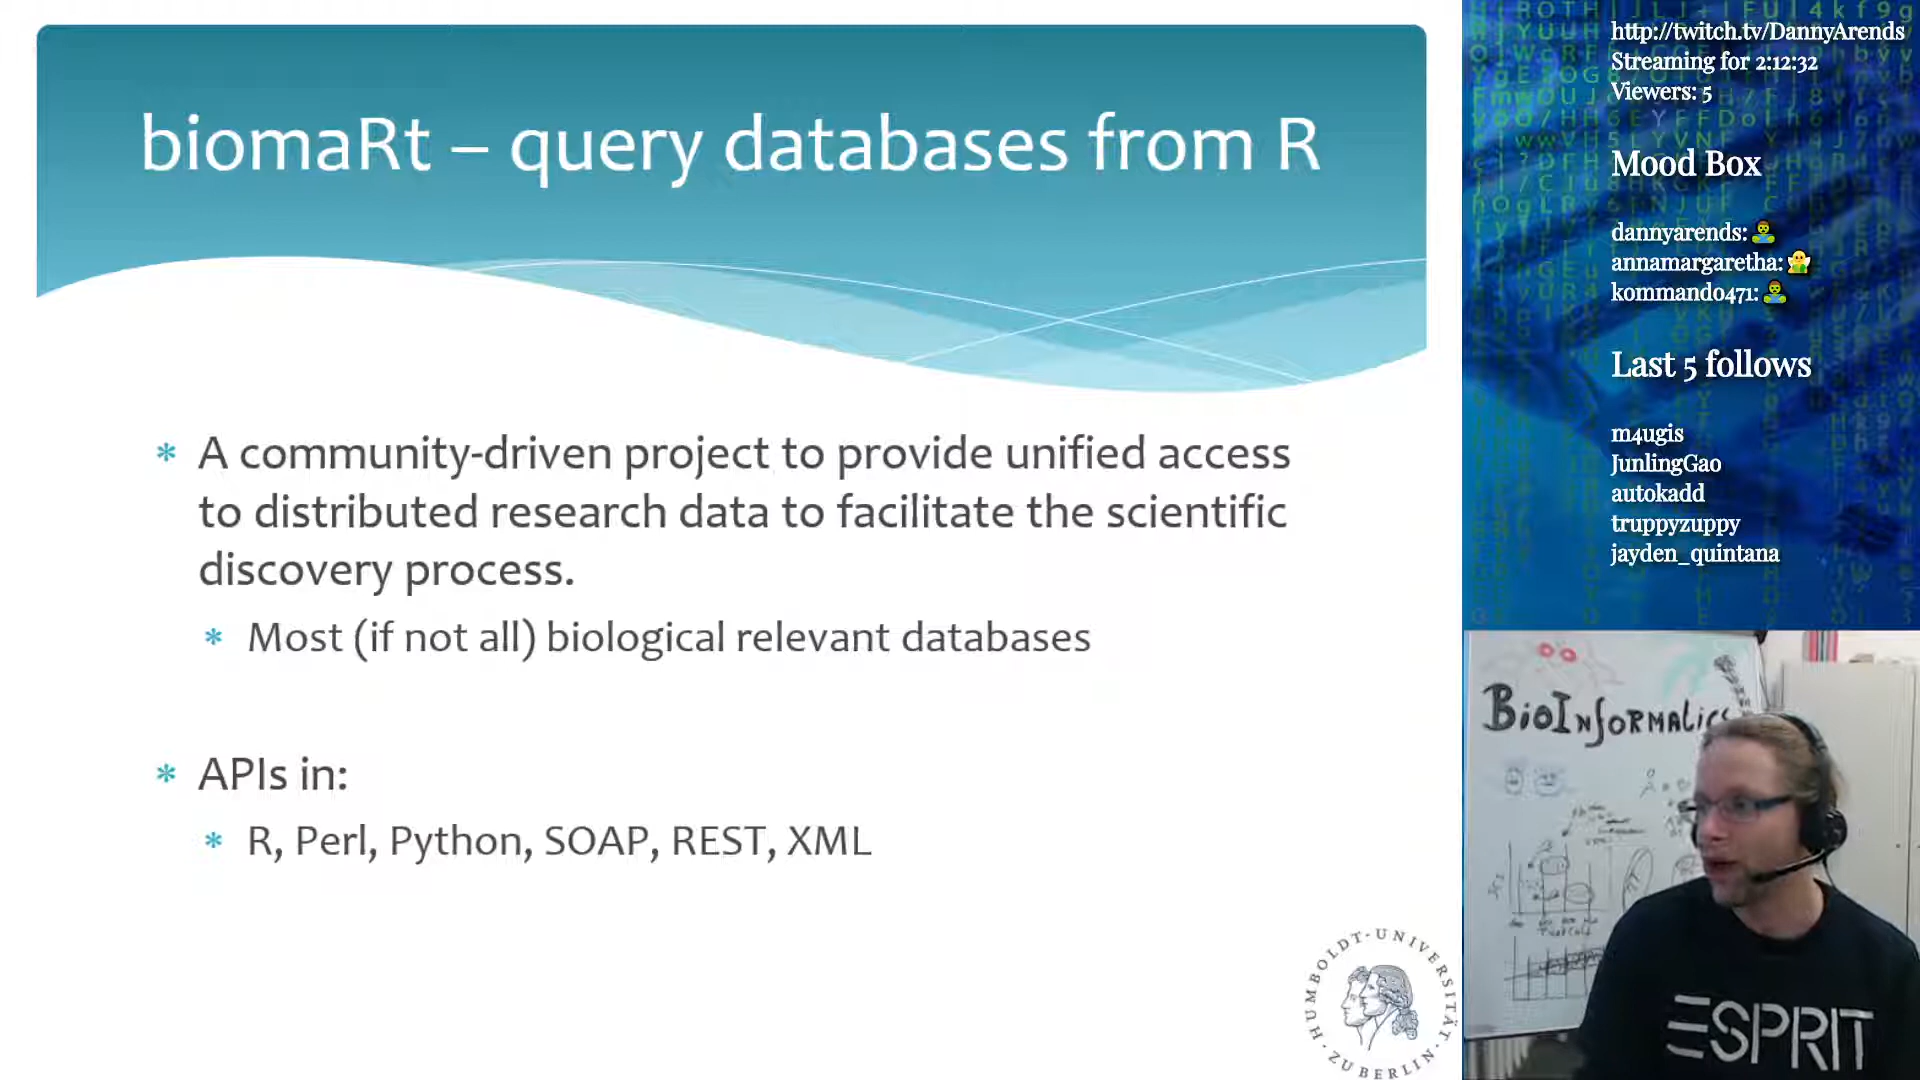 biomaRt – query databases from R
* A community-driven project to provide unified access
to distributed research data to facilitate the scientific
discovery process.
* Most (if not all) biological relevant databases
* APIs in:
* R, Perl, Python, SOAP, REST, XML
HUMBOLDT-UNIVERSITÄT
ZU BERLIN
http://twitch.tv/DannyArends
Streaming for 2:12:32
Viewers: 5
Mood Box
dannyarends:
annamargaretha:
kommando471:
Last 5 follows
m4ugis
JunlingGao
autokadd
truppyzuppy
jayden_quintana
BioInformatics
ESPRIT